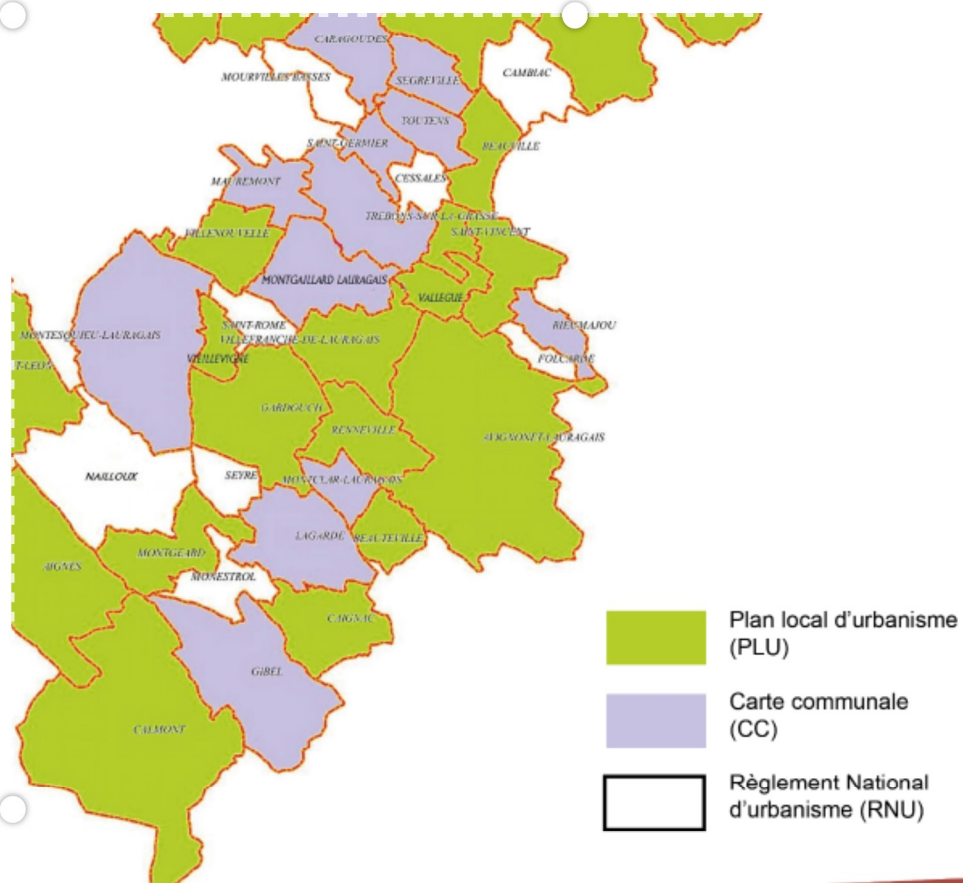 CARAGOUDES
MOURVILLES BASSES
SEGREVILLE
CAMBIAC
TOUTENS
SAINT-GERMIER
BEAUVILLE
MAUREMONT
CESSALES
TREBONS-SUR-LA-GRASSE
VILLENOUVELLE
SAINT-VINCENT
MONTGAILLARD LAURAGAIS
VALLEGUE
SAINT-ROME
RIEUMAJOU
MONTESQUIEU-LAURAGAIS
VILLEFRANCHE-DE-LAURAGAIS
VIEILLEVIGNE
FOLCARDE
T-LEON
GARDOUCH
RENNEVILLE
AVIGNONET-LAURAGAIS
NAILLOUX
SEYRE
MONTCLAR-LAURAGAIS
LAGARDE
BEAUTEVILLE
MONTGEARD
AIGNES
MONESTROL
CAIGNAC
GIBEL
CALMONT
Plan local d’urbanisme
(PLU)
Carte communale
(CC)
Règlement National
d’urbanisme (RNU)